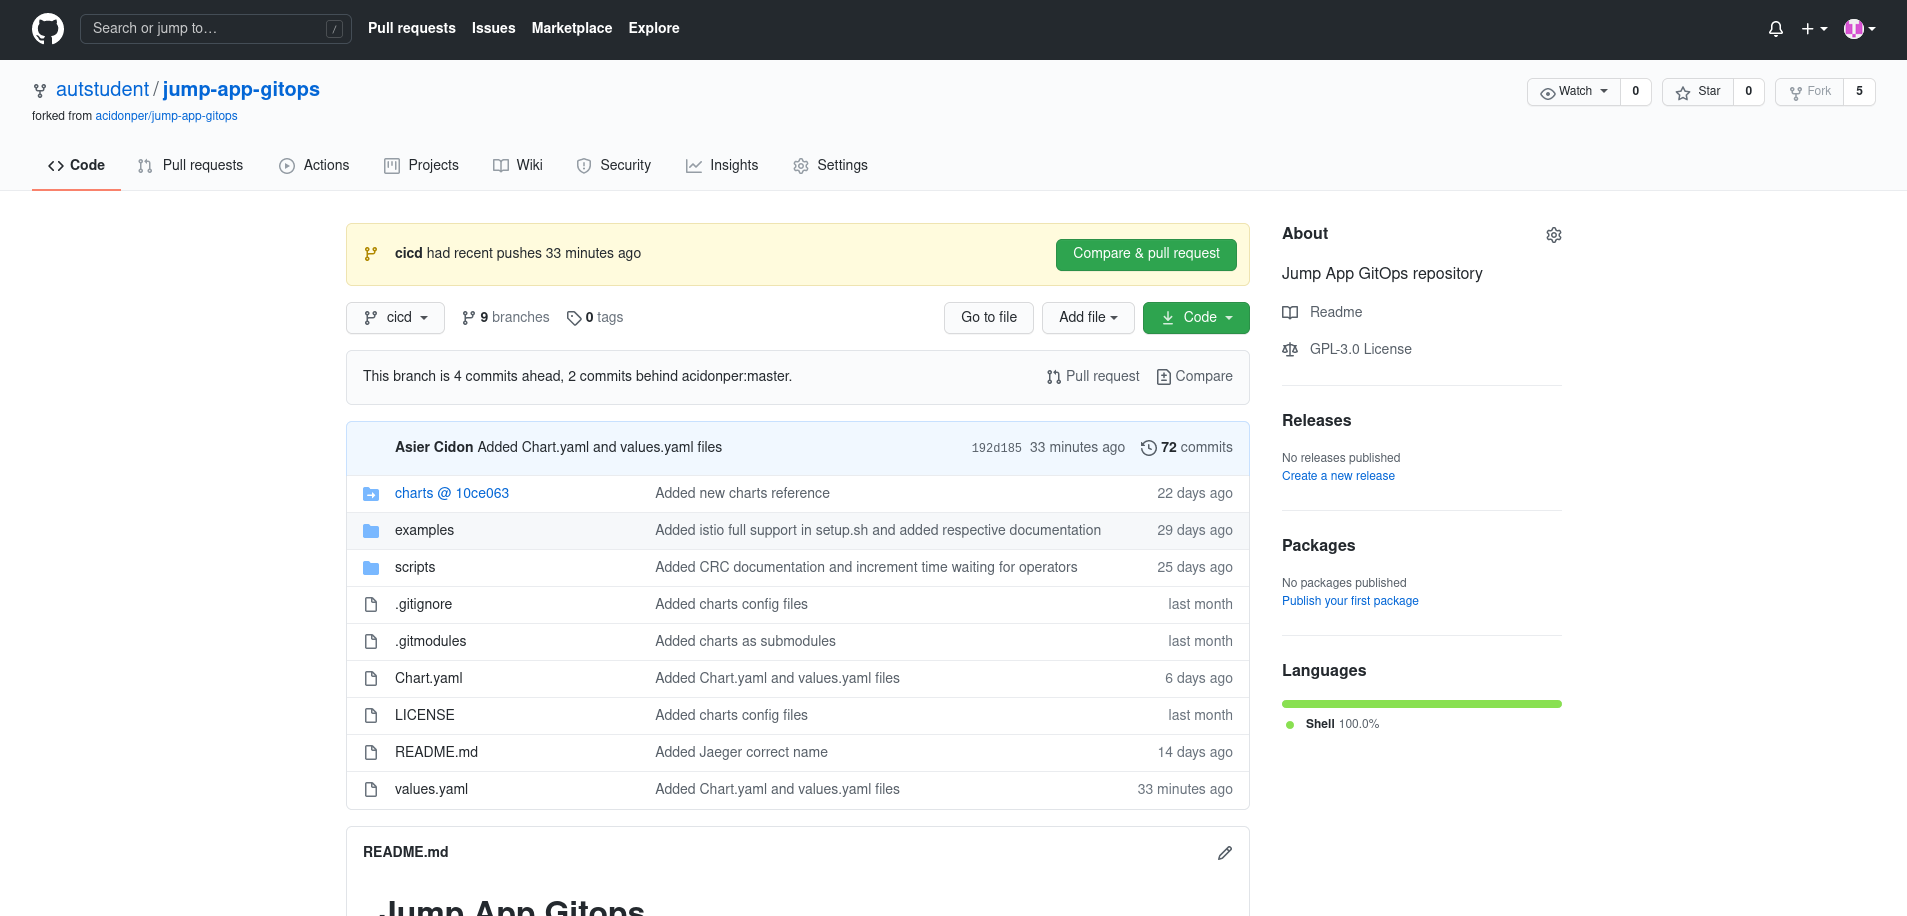 Search or jump to… /
Pull requests Issues Marketplace Explore
autstudent / jump-app-gitops
forked from acidonper/jump-app-gitops
Watch 0 Star 0 Fork 5
Code Pull requests Actions Projects Wiki Security Insights Settings
cicd had recent pushes 33 minutes ago
Compare & pull request
cicd 9 branches 0 tags
Go to file Add file Code
This branch is 4 commits ahead, 2 commits behind acidonper:master.
Pull request Compare
Asier Cidon Added Chart.yaml and values.yaml files 192d185 33 minutes ago 72 commits
charts @ 10ce063 Added new charts reference 22 days ago
examples Added istio full support in setup.sh and added respective documentation 29 days ago
scripts Added CRC documentation and increment time waiting for operators 25 days ago
.gitignore Added charts config files last month
.gitmodules Added charts as submodules last month
Chart.yaml Added Chart.yaml and values.yaml files 6 days ago
LICENSE Added charts config files last month
README.md Added Jaeger correct name 14 days ago
values.yaml Added Chart.yaml and values.yaml files 33 minutes ago
README.md
Jump App Gitops
About
Jump App GitOps repository
Readme
GPL-3.0 License
Releases
No releases published
Create a new release
Packages
No packages published
Publish your first package
Languages
Shell 100.0%